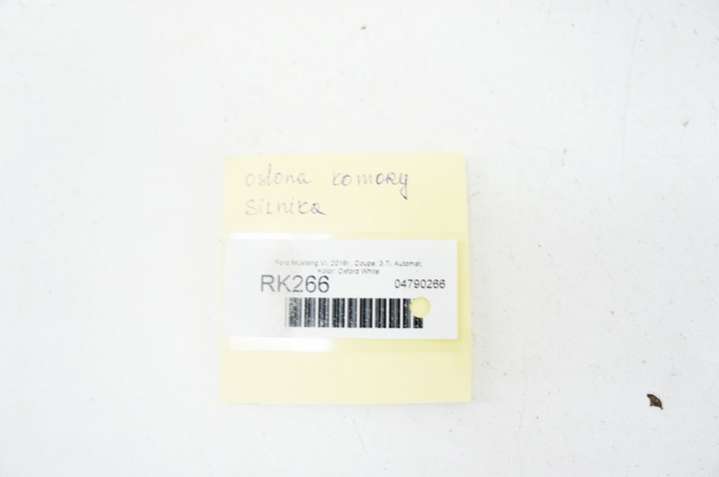 osłona komory
silnika
Ford Mustang VI, 2016r., Coupe, 3.7i, Automat,
Kolor: Oxford White
RK266 04790266